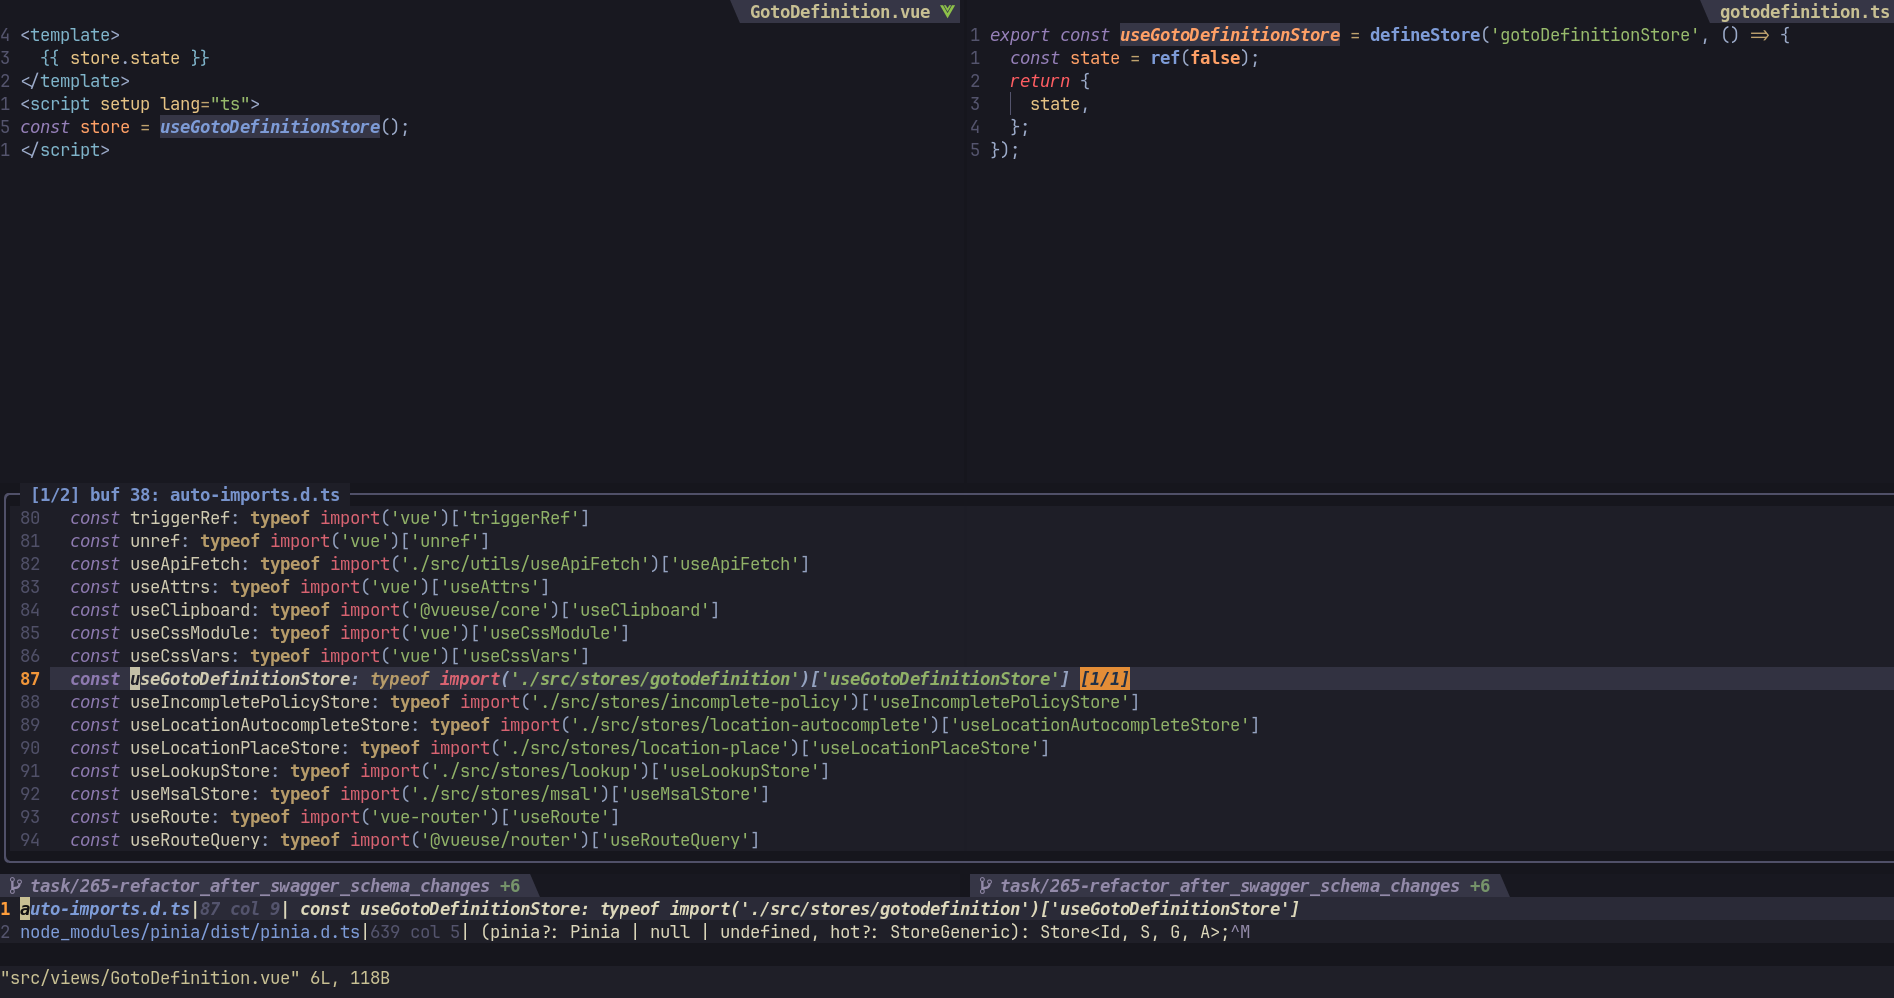 GotoDefinition.vue
4 <template>
3   {{ store.state }}
2 </template>
1 <script setup lang="ts">
5 const store = useGotoDefinitionStore();
1 </script>
gotodefinition.ts
1 export const useGotoDefinitionStore = defineStore('gotoDefinitionStore', () => {
1   const state = ref(false);
2   return {
3     state,
4   };
5 });
[1/2] buf 38: auto-imports.d.ts
80   const triggerRef: typeof import('vue')['triggerRef']
81   const unref: typeof import('vue')['unref']
82   const useApiFetch: typeof import('./src/utils/useApiFetch')['useApiFetch']
83   const useAttrs: typeof import('vue')['useAttrs']
84   const useClipboard: typeof import('@vueuse/core')['useClipboard']
85   const useCssModule: typeof import('vue')['useCssModule']
86   const useCssVars: typeof import('vue')['useCssVars']
87   const useGotoDefinitionStore: typeof import('./src/stores/gotodefinition')['useGotoDefinitionStore'] [1/1]
88   const useIncompletePolicyStore: typeof import('./src/stores/incomplete-policy')['useIncompletePolicyStore']
89   const useLocationAutocompleteStore: typeof import('./src/stores/location-autocomplete')['useLocationAutocompleteStore']
90   const useLocationPlaceStore: typeof import('./src/stores/location-place')['useLocationPlaceStore']
91   const useLookupStore: typeof import('./src/stores/lookup')['useLookupStore']
92   const useMsalStore: typeof import('./src/stores/msal')['useMsalStore']
93   const useRoute: typeof import('vue-router')['useRoute']
94   const useRouteQuery: typeof import('@vueuse/router')['useRouteQuery']
task/265-refactor_after_swagger_schema_changes +6
task/265-refactor_after_swagger_schema_changes +6
1 auto-imports.d.ts|87 col 9| const useGotoDefinitionStore: typeof import('./src/stores/gotodefinition')['useGotoDefinitionStore']
2 node_modules/pinia/dist/pinia.d.ts|639 col 5| (pinia?: Pinia | null | undefined, hot?: StoreGeneric): Store<Id, S, G, A>;^M
"src/views/GotoDefinition.vue" 6L, 118B